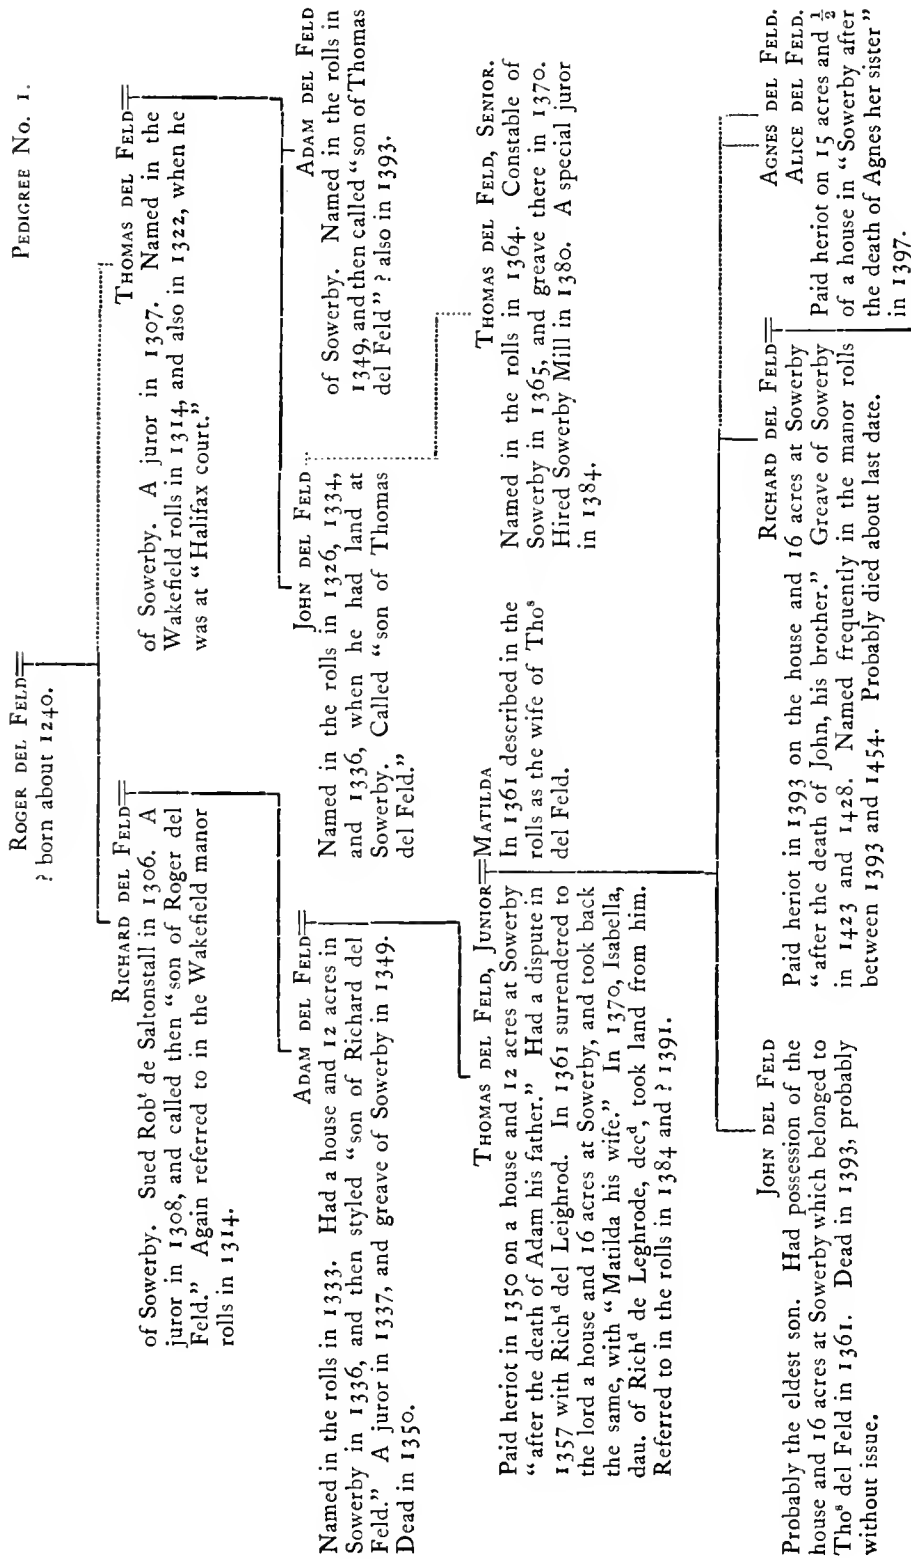 PEDIGREE No. 1.
ROGER DEL FELD
? born about 1240.
RICHARD DEL FELD
of Sowerby. Sued Robᵗ de Saltonstall in 1306. A
juror in 1308, and called then “son of Roger del
Feld.” Again referred to in the Wakefield manor
rolls in 1314.
THOMAS DEL FELD
of Sowerby. A juror in 1307. Named in the
Wakefield rolls in 1314, and also in 1322, when he
was at “Halifax court.”
ADAM DEL FELD
Named in the rolls in 1333. Had a house and 12 acres in
Sowerby in 1336, and then styled “son of Richard del
Feld.” A juror in 1337, and greave of Sowerby in 1349.
Dead in 1350.
JOHN DEL FELD
Named in the rolls in 1326, 1334,
and 1336, when he had land at
Sowerby. Called “son of Thomas
del Feld.”
ADAM DEL FELD
of Sowerby. Named in the rolls in
1349, and then called “son of Thomas
del Feld” ? also in 1393.
THOMAS DEL FELD, JUNIOR
Paid heriot in 1350 on a house and 12 acres at Sowerby
“after the death of Adam his father.” Had a dispute in
1357 with Richᵈ del Leighrod. In 1361 surrendered to
the lord a house and 16 acres at Sowerby, and took back
the same, with “Matilda his wife.” In 1370, Isabella,
dau. of Richᵈ de Leghrode, decᵈ, took land from him.
Referred to in the rolls in 1384 and ? 1391.
MATILDA
In 1361 described in the
rolls as the wife of Thoˢ
del Feld.
THOMAS DEL FELD, SENIOR.
Named in the rolls in 1364. Constable of
Sowerby in 1365, and greave there in 1370.
Hired Sowerby Mill in 1380. A special juror
in 1384.
JOHN DEL FELD
Probably the eldest son. Had possession of the
house and 16 acres at Sowerby which belonged to
Thoˢ del Feld in 1361. Dead in 1393, probably
without issue.
RICHARD DEL FELD
Paid heriot in 1393 on the house and 16 acres at Sowerby
“after the death of John, his brother.” Greave of Sowerby
in 1423 and 1428. Named frequently in the manor rolls
between 1393 and 1454. Probably died about last date.
AGNES DEL FELD.
ALICE DEL FELD.
Paid heriot on 15 acres and ½
of a house in “Sowerby after
the death of Agnes her sister”
in 1397.